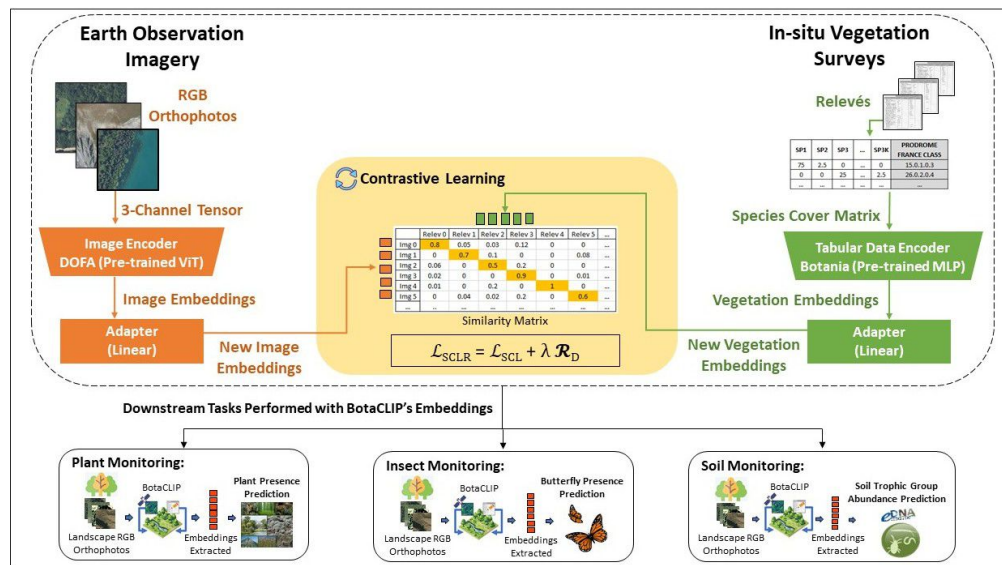 Earth Observation
Imagery
RGB
Orthophotos
3-Channel Tensor
Image Encoder
DOFA (Pre-trained ViT)
Image Embeddings
Adapter
(Linear)
New Image
Embeddings
Contrastive Learning
Relev 0 Relev 1 Relev 2 Relev 3 Relev 4 Relev 5 ...
Img 0 0.8 0.05 0.03 0.12 0 0 ...
Img 1 0 0.7 0.1 0 0 0.08 ...
Img 2 0.06 0 0.5 0.2 0 0 ...
Img 3 0.02 0 0 0.9 0 0.01 ...
Img 4 0.01 0 0.2 0 1 0 ...
Img 5 0 0.04 0.02 0.2 0 0.6 ...
... ... ... ... ... ... ... ...
Similarity Matrix
ℒSCLR = ℒSCL + λ 𝓡D
In-situ Vegetation
Surveys
Relevés
SP1 SP2 SP3 ... SP3K PRODROME
FRANCE CLASS
75 2.5 0 ... 0 15.0.1.0.3
0 0 25 ... 2.5 26.0.2.0.4
... ... ... ... ... ...
Species Cover Matrix
Tabular Data Encoder
Botania (Pre-trained MLP)
Vegetation Embeddings
Adapter
(Linear)
New Vegetation
Embeddings
Downstream Tasks Performed with BotaCLIP's Embeddings
Plant Monitoring:
BotaCLIP
Plant Presence
Prediction
Landscape RGB
Orthophotos
Embeddings
Extracted
Insect Monitoring:
BotaCLIP
Butterfly Presence
Prediction
Landscape RGB
Orthophotos
Embeddings
Extracted
Soil Monitoring:
BotaCLIP
Soil Trophic Group
Abundance Prediction
eDNA
Landscape RGB
Orthophotos
Embeddings
Extracted